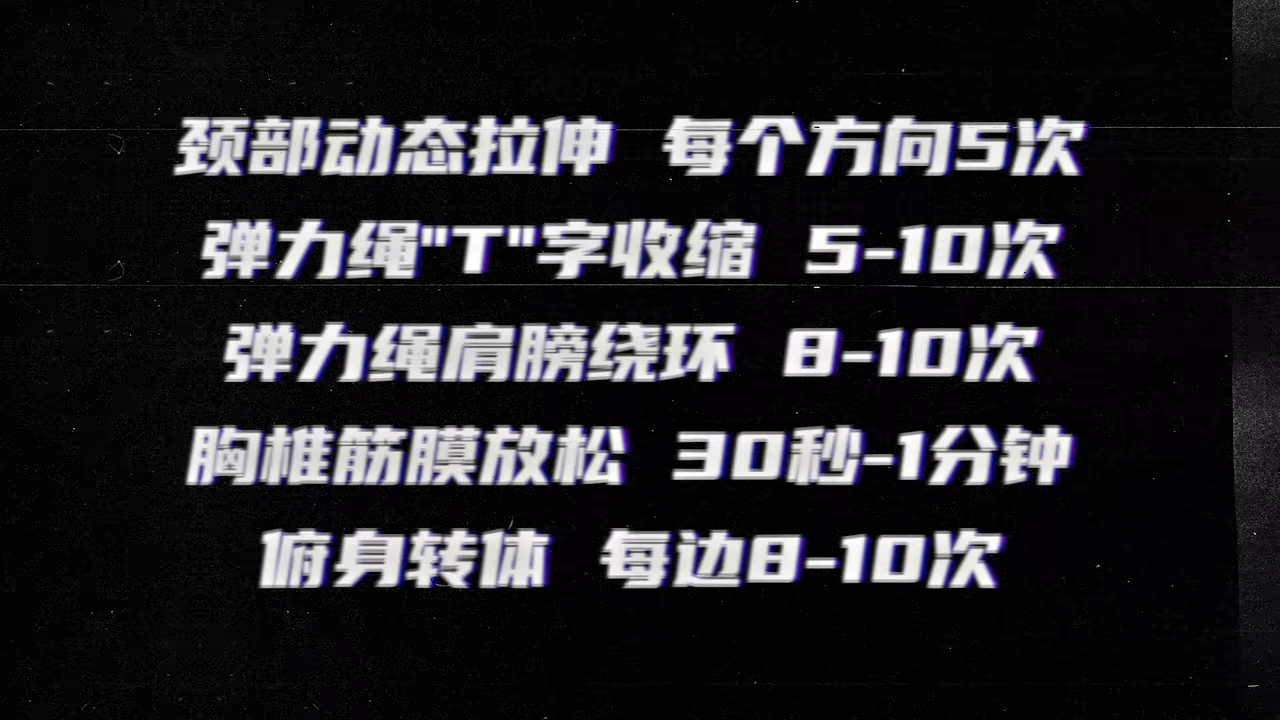 颈部动态拉伸 每个方向5次
弹力绳"T"字收缩 5-10次
弹力绳肩膀绕环 8-10次
胸椎筋膜放松 30秒-1分钟
俯身转体 每边8-10次